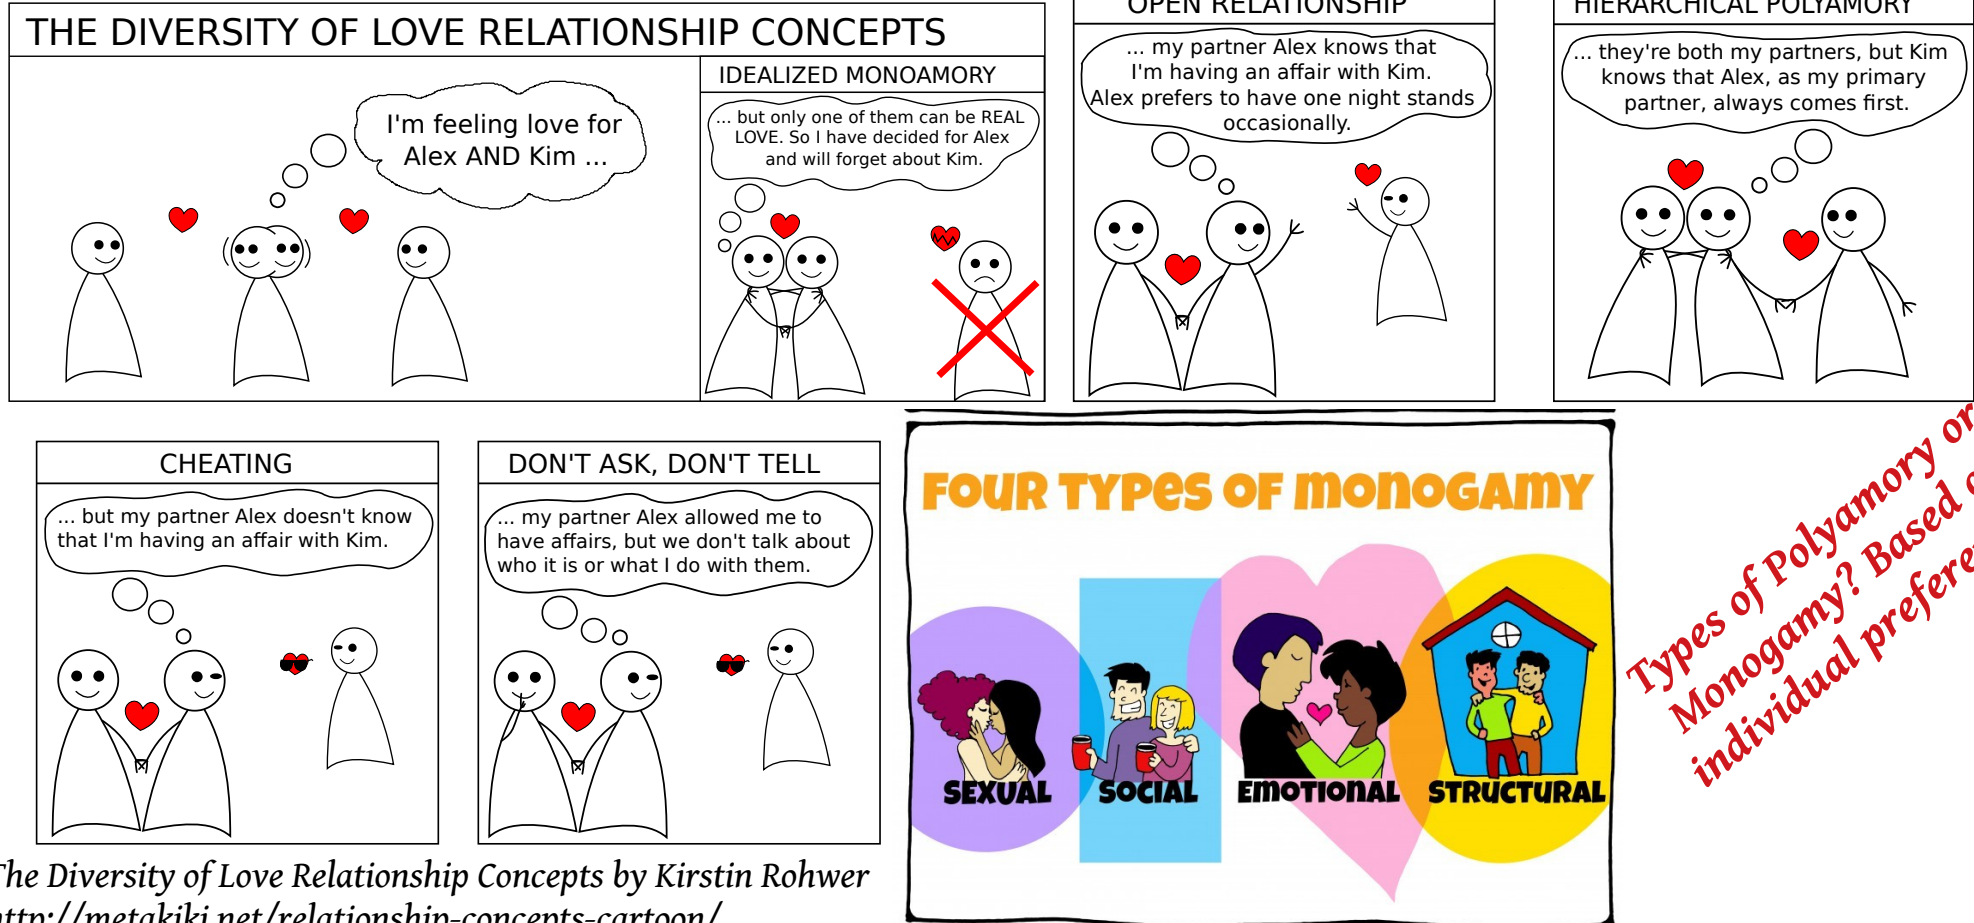 THE DIVERSITY OF LOVE RELATIONSHIP CONCEPTS
I'm feeling love for
Alex AND Kim ...
IDEALIZED MONOAMORY
... but only one of them can be REAL
LOVE. So I have decided for Alex
and will forget about Kim.
OPEN RELATIONSHIP
... my partner Alex knows that
I'm having an affair with Kim.
Alex prefers to have one night stands
occasionally.
HIERARCHICAL POLYAMORY
... they're both my partners, but Kim
knows that Alex, as my primary
partner, always comes first.
CHEATING
... but my partner Alex doesn't know
that I'm having an affair with Kim.
DON'T ASK, DON'T TELL
... my partner Alex allowed me to
have affairs, but we don't talk about
who it is or what I do with them.
FOUR TYPES OF MONOGAMY
SEXUAL
SOCIAL
EMOTIONAL
STRUCTURAL
Types of Polyamory or
Monogamy? Based
individual
The Diversity of Love Relationship Concepts by Kirstin Rohwer
http://metakiki.net/relationship-concepts-cartoon/